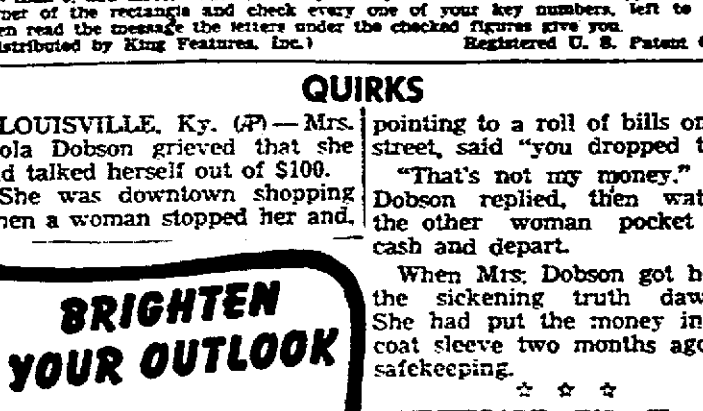 ner of the rectangle and check every one of your key numbers, left to
en read the message the letters under the checked figures give you.
istributed by King Features, Inc.) Registered U. S. Patent
QUIRKS
LOUISVILLE, Ky. (AP) — Mrs.
ola Dobson grieved that she
d talked herself out of $100.
She was downtown shopping
hen a woman stopped her and,
pointing to a roll of bills on
street, said "you dropped t
"That's not my money."
Dobson replied, then wat
the other woman pocket
cash and depart.
When Mrs. Dobson got h
the sickening truth daw
She had put the money in
coat sleeve two months ago
safekeeping.
BRIGHTEN
YOUR OUTLOOK